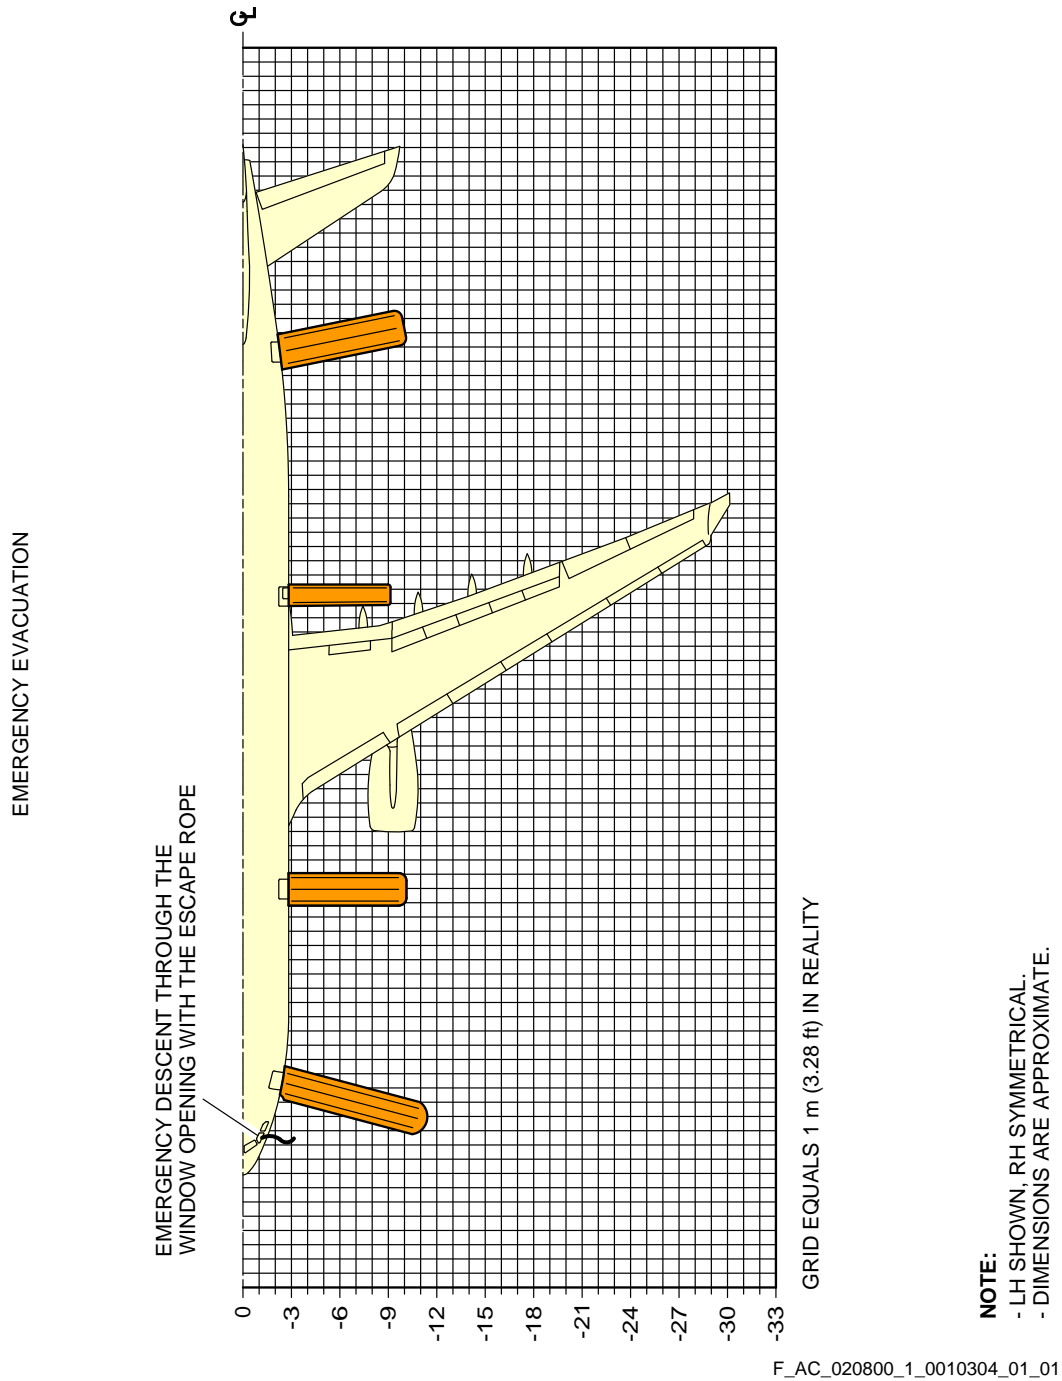 EMERGENCY EVACUATION
EMERGENCY DESCENT THROUGH THE
WINDOW OPENING WITH THE ESCAPE ROPE
℄
0
-3
-6
-9
-12
-15
-18
-21
-24
-27
-30
-33
GRID EQUALS 1 m (3.28 ft) IN REALITY
NOTE:
- LH SHOWN, RH SYMMETRICAL.
- DIMENSIONS ARE APPROXIMATE.
F_AC_020800_1_0010304_01_01